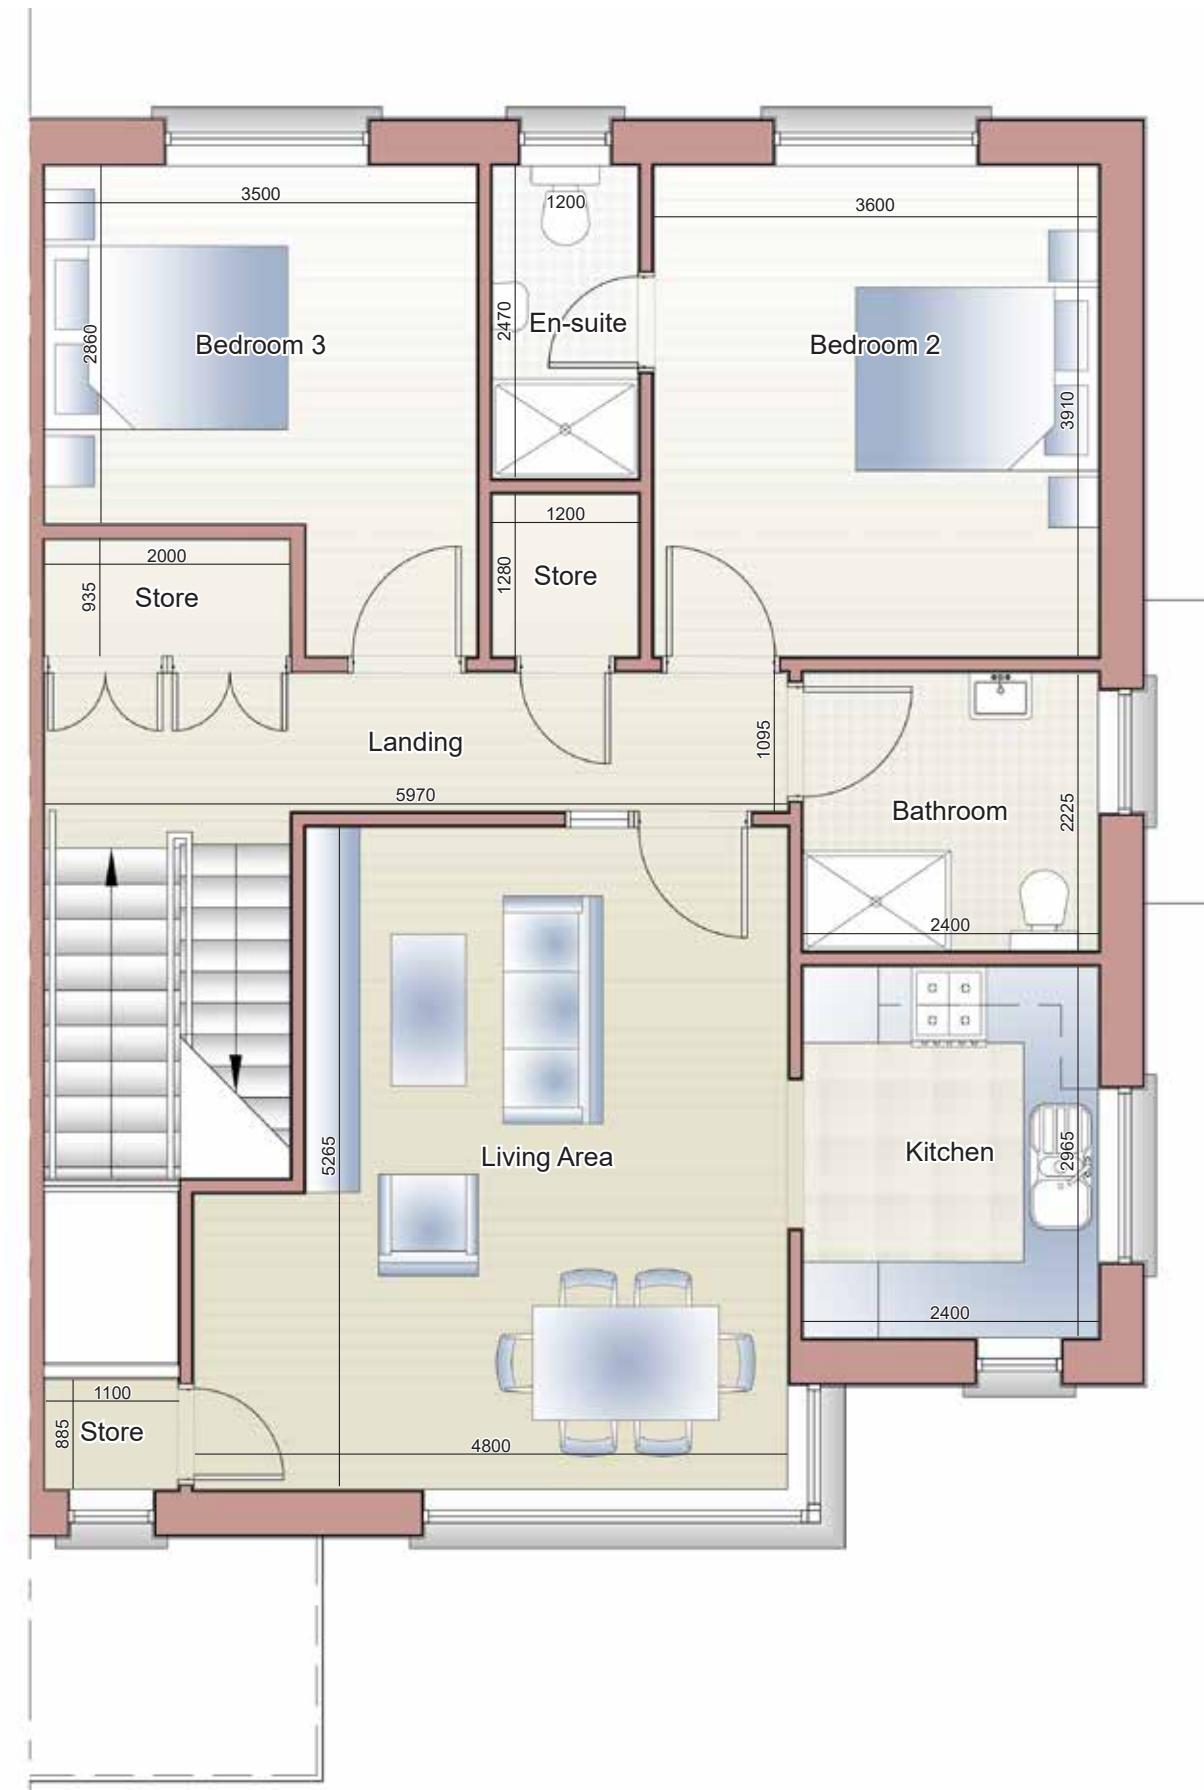 3500
1200
3600
2860
2470
En-suite
Bedroom 3
Bedroom 2
3910
1200
2000
935
Store
1280
Store
Landing
1095
5970
Bathroom
2225
2400
5265
Living Area
Kitchen
2965
2400
1100
885
Store
4800